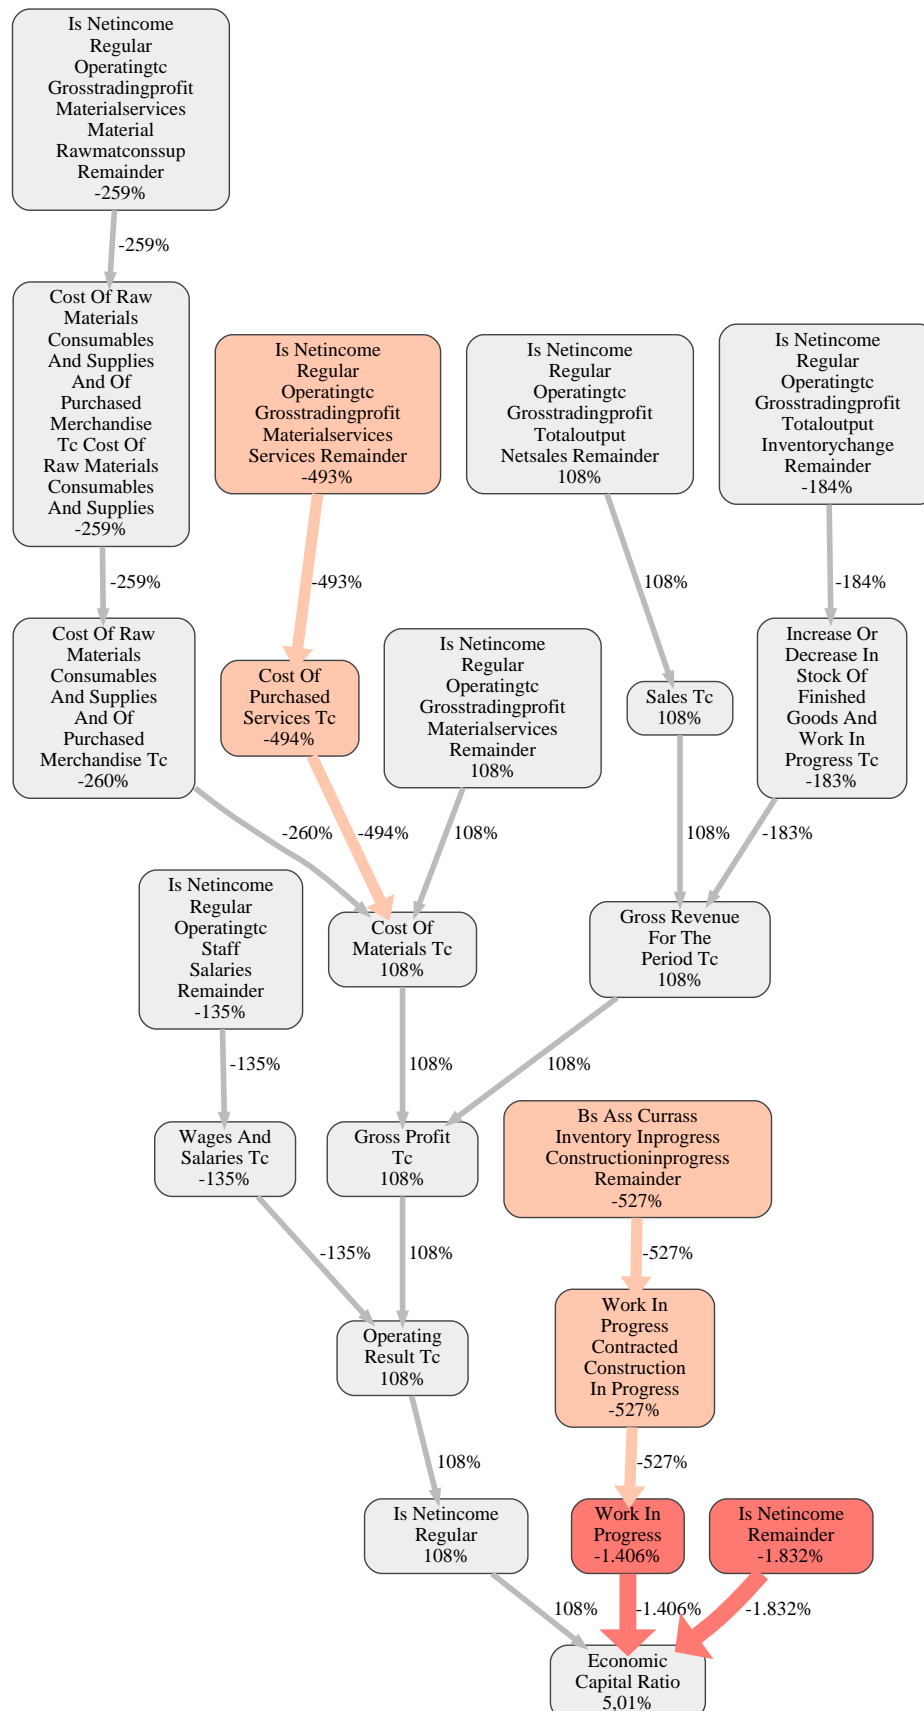 Is Netincome
Regular
Operatingtc
Grosstradingprofit
Materialservices
Material
Rawmatconssup
Remainder
-259%
-259%
Cost Of Raw
Materials
Consumables
And Supplies
And Of
Purchased
Merchandise
Tc Cost Of
Raw Materials
Consumables
And Supplies
-259%
Is Netincome
Regular
Operatingtc
Grosstradingprofit
Materialservices
Services Remainder
-493%
Is Netincome
Regular
Operatingtc
Grosstradingprofit
Totaloutput
Netsales Remainder
108%
Is Netincome
Regular
Operatingtc
Grosstradingprofit
Totaloutput
Inventorychange
Remainder
-184%
-259%
-493%
108%
-184%
Cost Of Raw
Materials
Consumables
And Supplies
And Of
Purchased
Merchandise Tc
-260%
Cost Of
Purchased
Services Tc
-494%
Is Netincome
Regular
Operatingtc
Grosstradingprofit
Materialservices
Remainder
108%
Sales Tc
108%
Increase Or
Decrease In
Stock Of
Finished
Goods And
Work In
Progress Tc
-183%
-260%
-494%
108%
108%
-183%
Is Netincome
Regular
Operatingtc
Staff
Salaries
Remainder
-135%
Cost Of
Materials Tc
108%
Gross Revenue
For The
Period Tc
108%
-135%
108%
108%
Wages And
Salaries Tc
-135%
Gross Profit
Tc
108%
Bs Ass Currass
Inventory Inprogress
Constructioninprogress
Remainder
-527%
-135%
108%
-527%
Operating
Result Tc
108%
Work In
Progress
Contracted
Construction
In Progress
-527%
108%
-527%
Is Netincome
Regular
108%
Work In
Progress
-1.406%
Is Netincome
Remainder
-1.832%
108%
-1.406%
-1.832%
Economic
Capital Ratio
5,01%